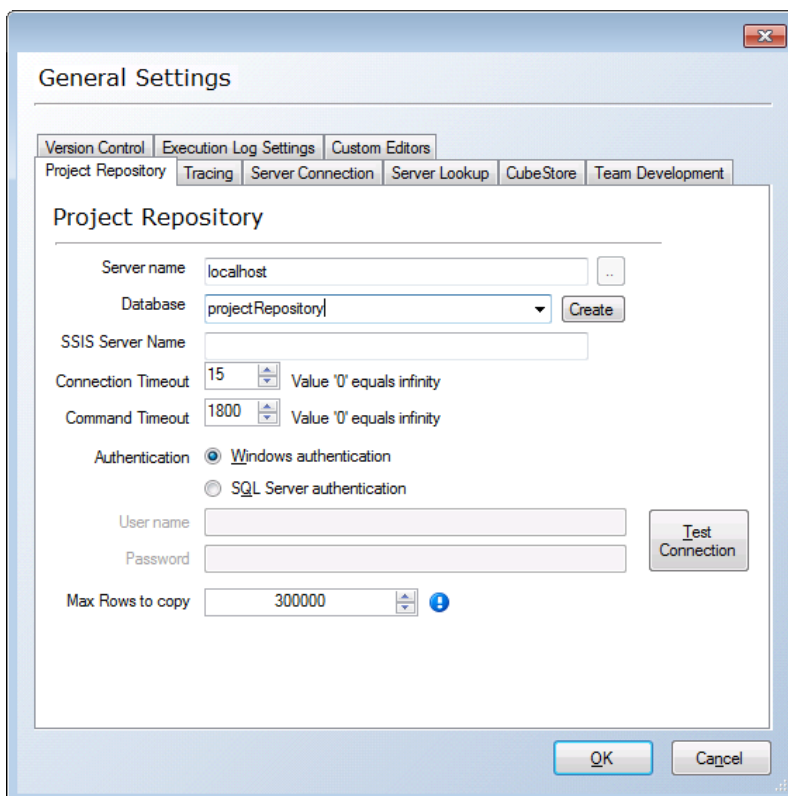 General Settings
Version Control Execution Log Settings Custom Editors
Project Repository Tracing Server Connection Server Lookup CubeStore Team Development
Project Repository
Server name localhost ..
Database projectRepository Create
SSIS Server Name
Connection Timeout 15 Value '0' equals infinity
Command Timeout 1800 Value '0' equals infinity
Authentication Windows authentication
SQL Server authentication
User name
Password
Test
Connection
Max Rows to copy 300000
OK Cancel